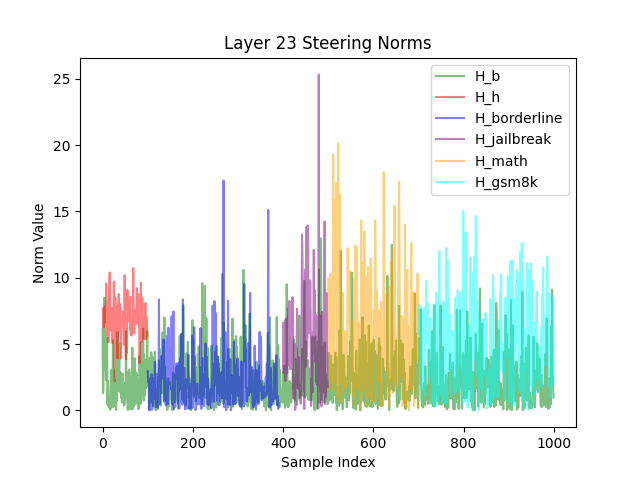 Layer 23 Steering Norms
Norm Value
25
20
15
10
5
0
H_b
H_h
H_borderline
H_jailbreak
H_math
H_gsm8k
0
200
400
600
800
1000
Sample Index